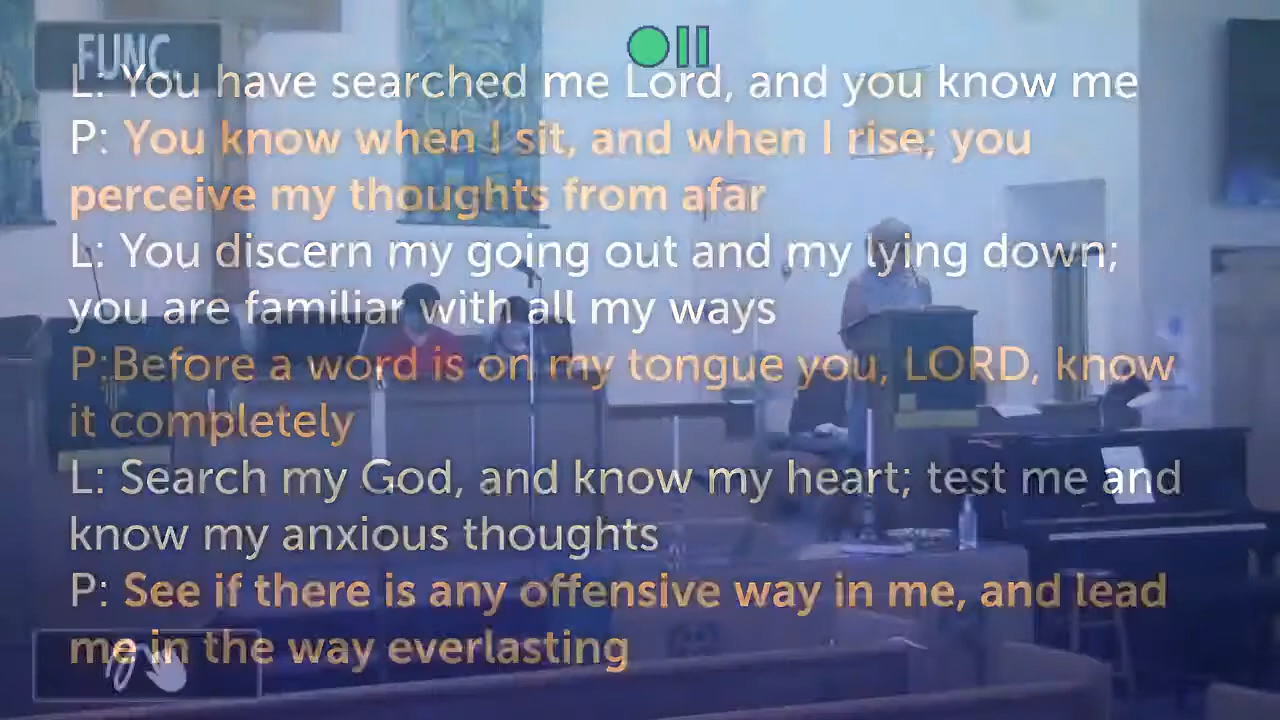 FUNC.
L: You have searched me Lord, and you know me
P: You know when I sit, and when I rise; you
perceive my thoughts from afar
L: You discern my going out and my lying down;
you are familiar with all my ways
P:Before a word is on my tongue you, LORD, know
it completely
L: Search my God, and know my heart; test me and
know my anxious thoughts
P: See if there is any offensive way in me, and lead
me in the way everlasting